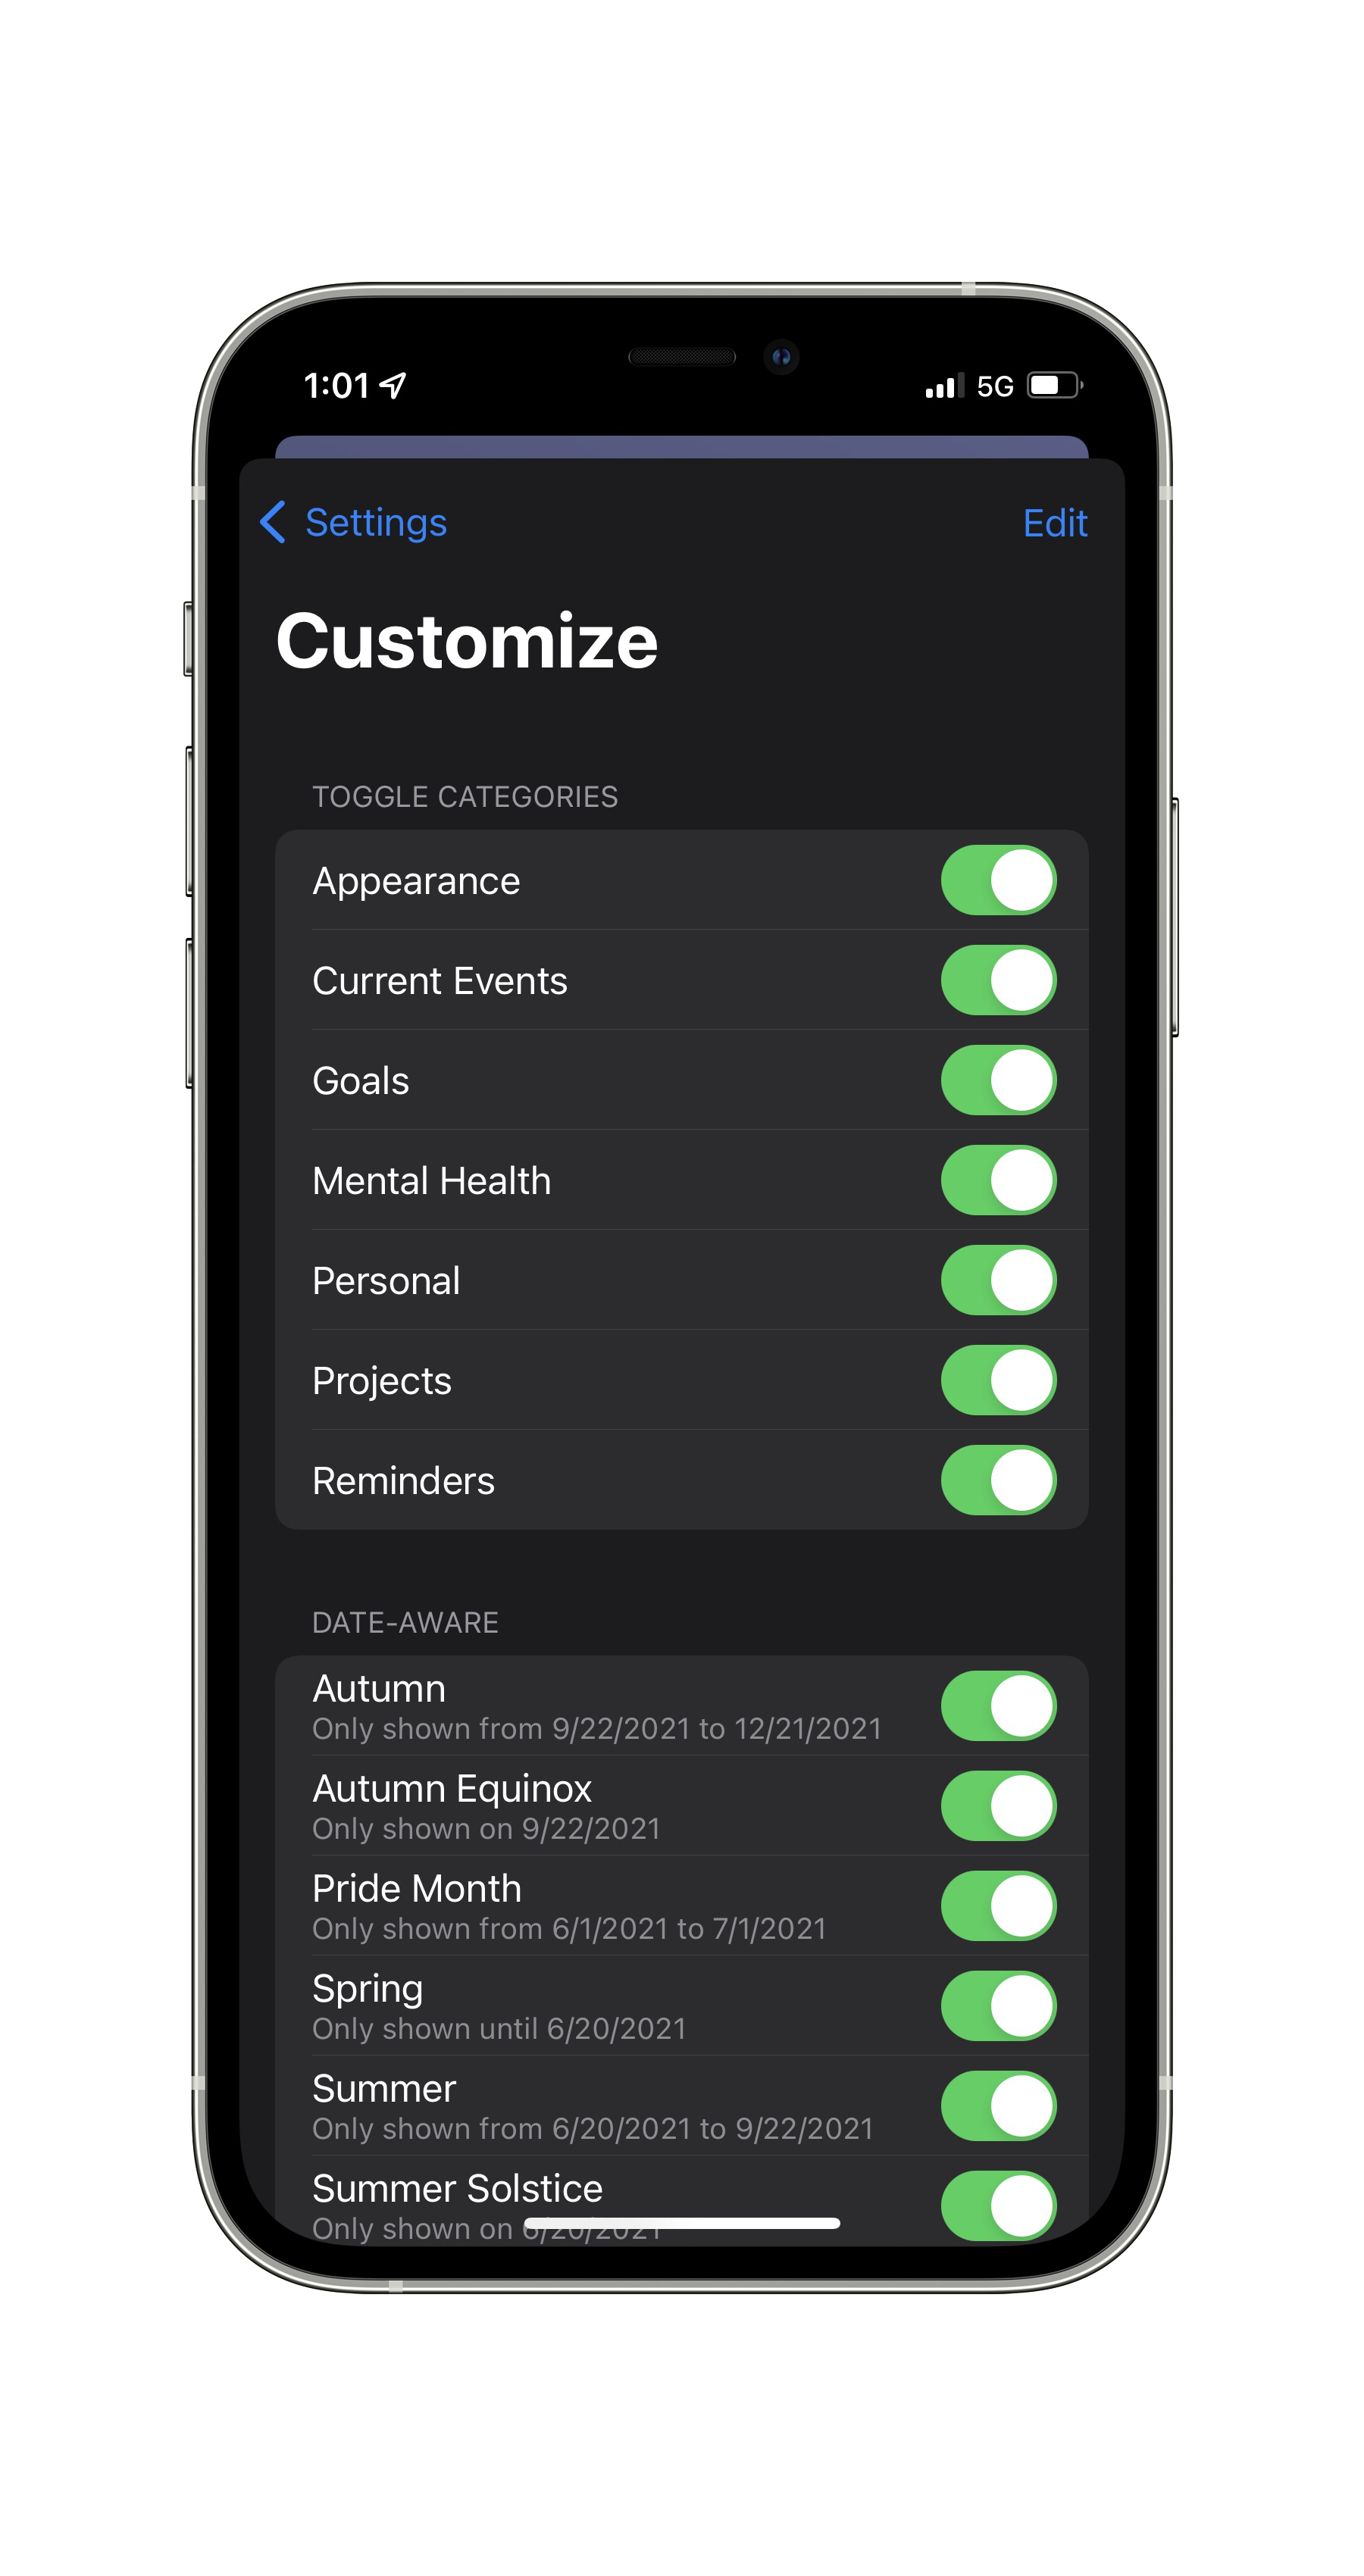 1:01
5G
Settings
Edit
Customize
TOGGLE CATEGORIES
Appearance
Current Events
Goals
Mental Health
Personal
Projects
Reminders
DATE-AWARE
Autumn
Only shown from 9/22/2021 to 12/21/2021
Autumn Equinox
Only shown on 9/22/2021
Pride Month
Only shown from 6/1/2021 to 7/1/2021
Spring
Only shown until 6/20/2021
Summer
Only shown from 6/20/2021 to 9/22/2021
Summer Solstice
Only shown on 6/20/2021